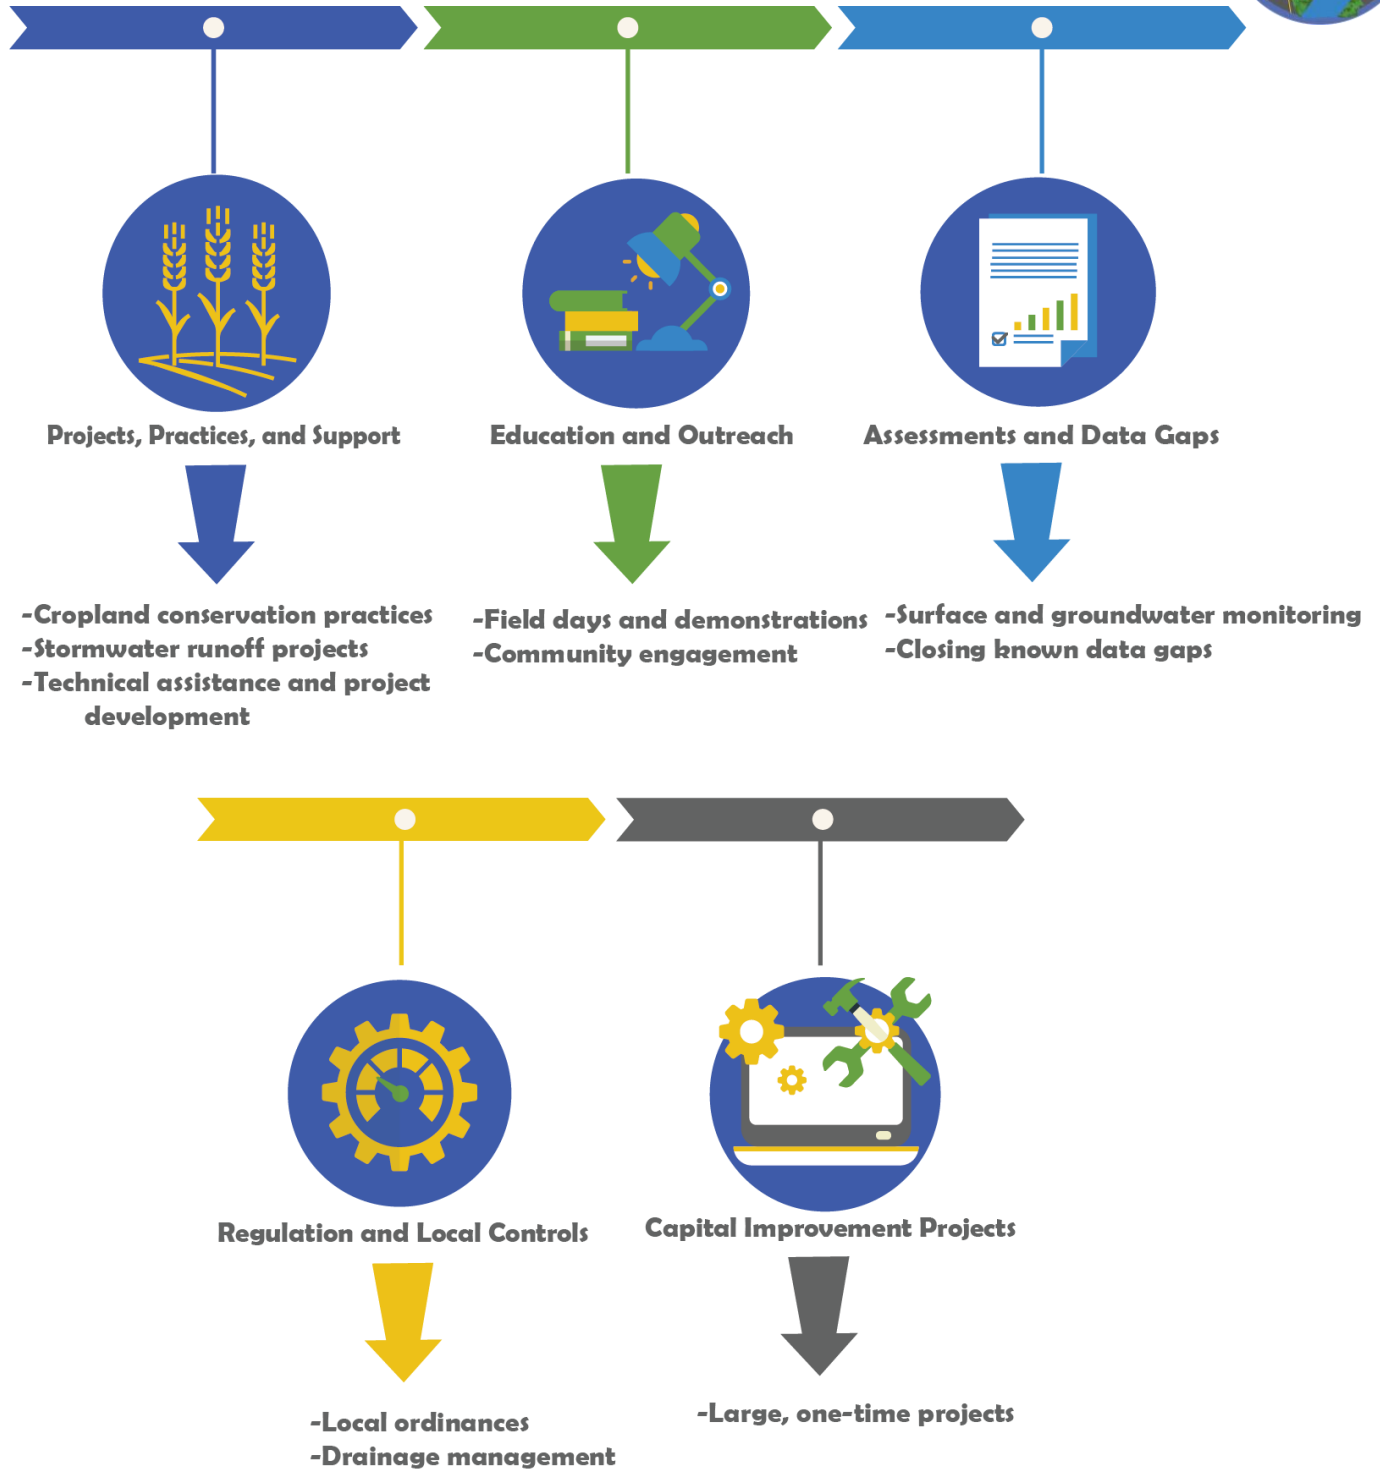 Projects, Practices, and Support
Education and Outreach
Assessments and Data Gaps
-Cropland conservation practices
-Stormwater runoff projects
-Technical assistance and project
development
-Field days and demonstrations
-Community engagement
-Surface and groundwater monitoring
-Closing known data gaps
Regulation and Local Controls
Capital Improvement Projects
-Local ordinances
-Drainage management
-Large, one-time projects